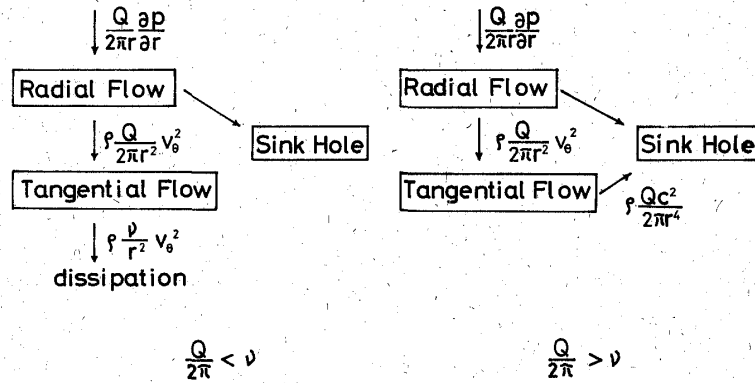 Q/2πr ∂p/∂r
Radial Flow
ρ Q/2πr² v_θ²
Sink Hole
Tangential Flow
ρ ν/r² v_θ²
dissipation
Q/2π < ν
Q/2πr ∂p/∂r
Radial Flow
ρ Q/2πr² v_θ²
Sink Hole
Tangential Flow
ρ Qc²/2πr⁴
Q/2π > ν